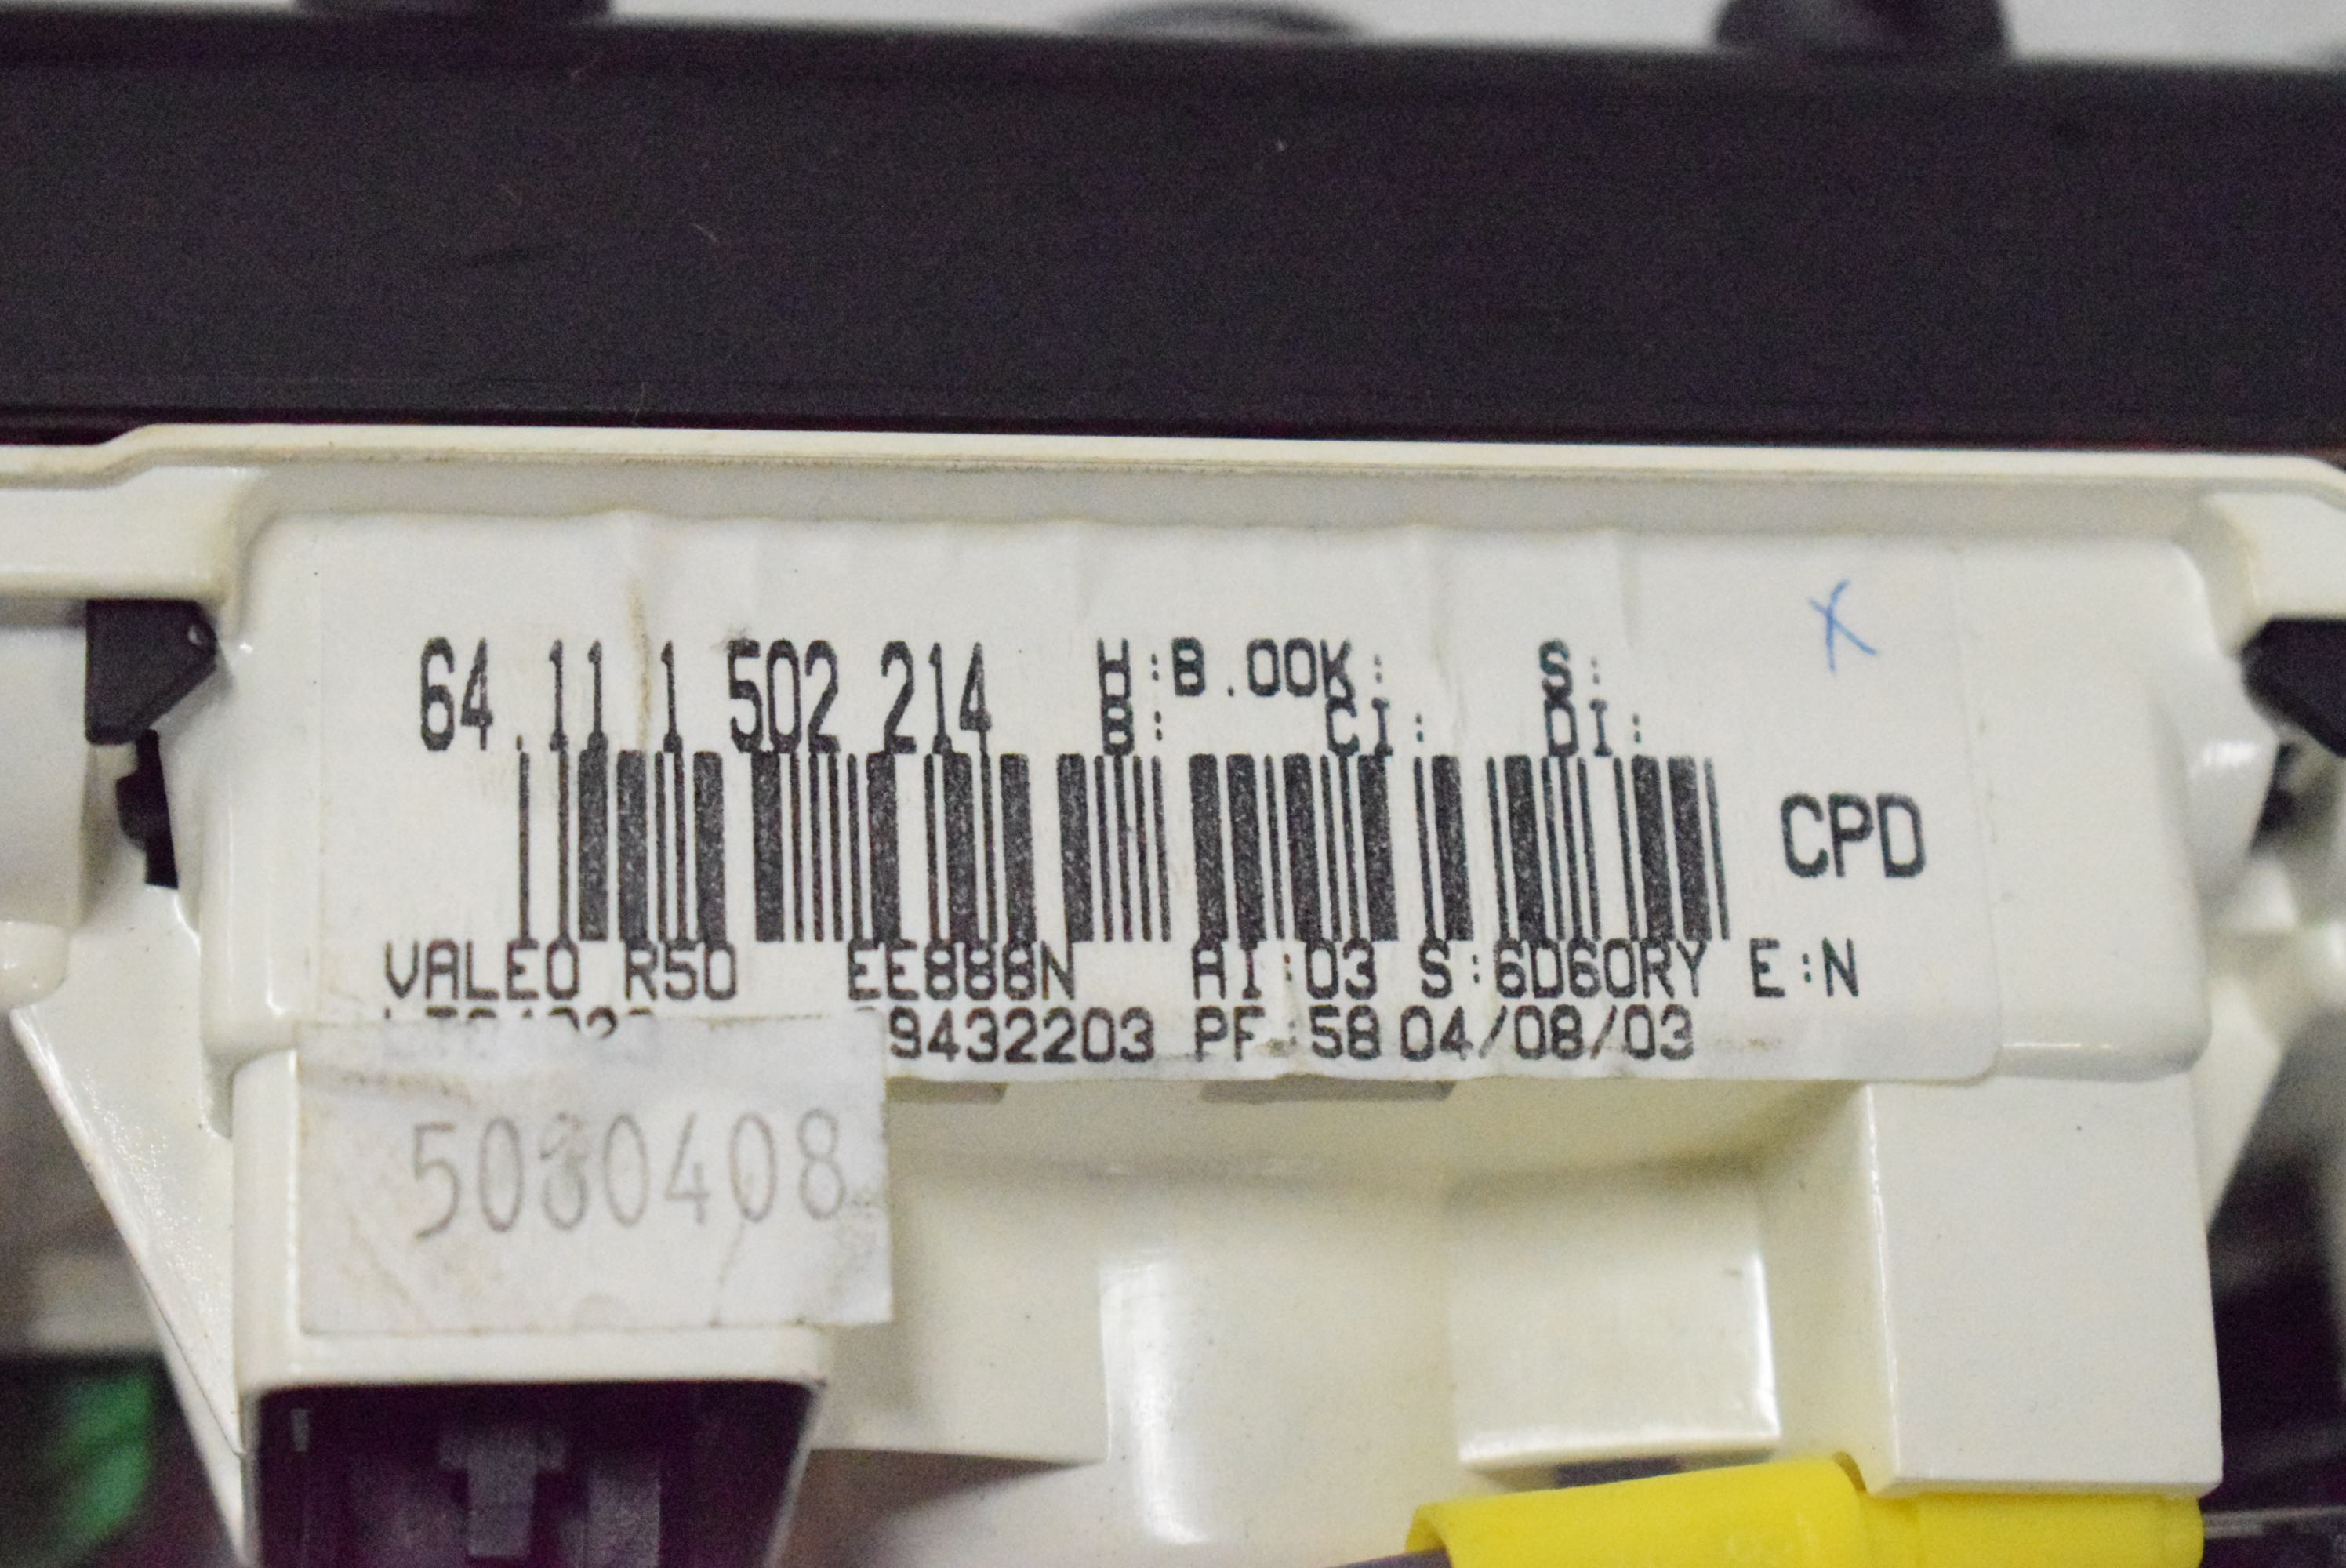 64.11 1 502 214 H:B.00K: S:
B: CI: DI:
CPD
VALEO R50 EE888N AI:03 S:6D60RY E:N
9432203 PF:58 04/08/03
5080408